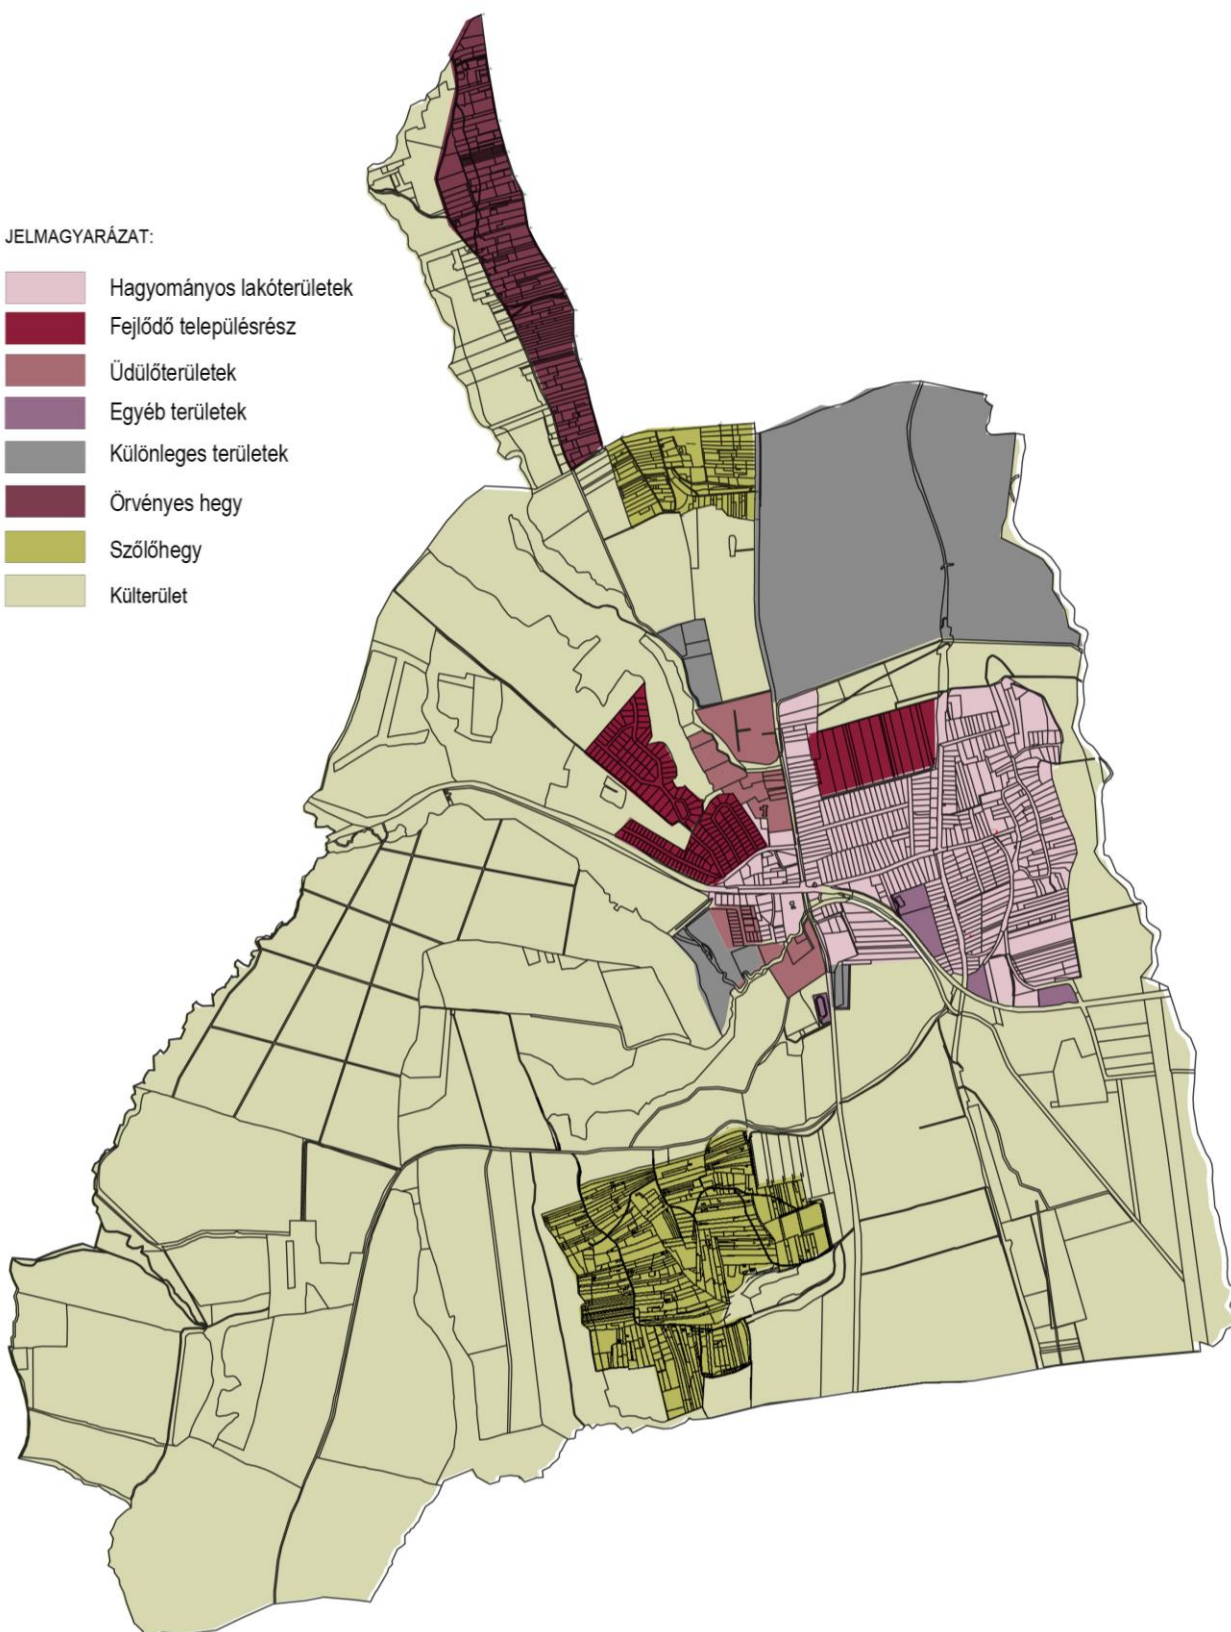 JELMAGYARÁZAT:
Hagyományos lakóterületek
Fejlődő településrész
Üdülőterületek
Egyéb területek
Különleges területek
Örvényes hegy
Szőlőhegy
Külterület